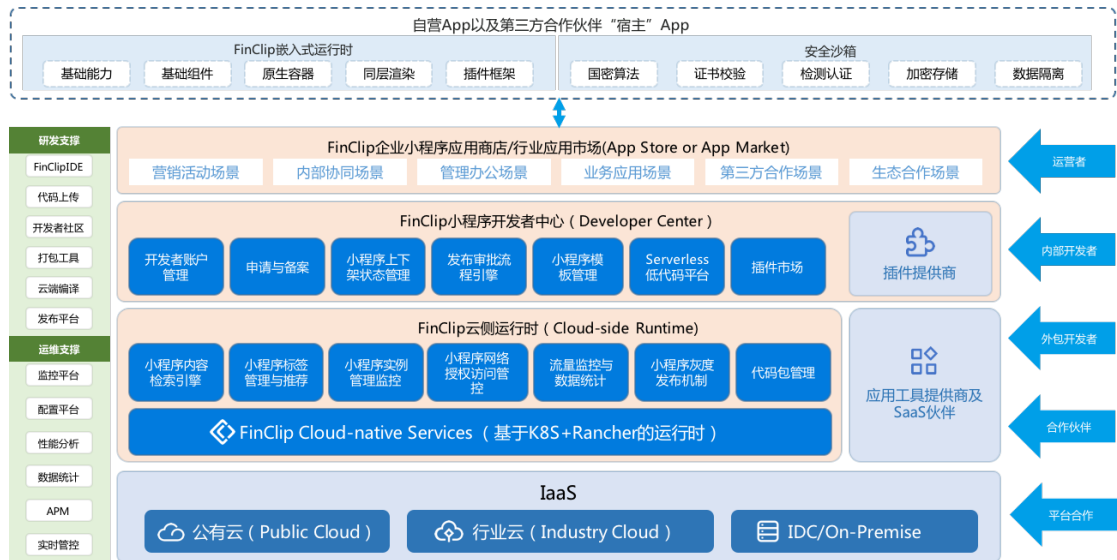 自营App以及第三方合作伙伴“宿主”App
FinClip嵌入式运行时
基础能力
基础组件
原生容器
同层渲染
插件框架
安全沙箱
国密算法
证书校验
检测认证
加密存储
数据隔离
研发支撑
FinClipIDE
代码上传
开发者社区
打包工具
云端编译
发布平台
运维支撑
监控平台
配置平台
性能分析
数据统计
APM
实时管控
FinClip企业小程序应用商店/行业应用市场(App Store or App Market)
营销活动场景
内部协同场景
管理办公场景
业务应用场景
第三方合作场景
生态合作场景
FinClip小程序开发者中心（Developer Center）
开发者账户
管理
申请与备案
小程序上下
架状态管理
发布审批流
程引擎
小程序模
板管理
Serverless
低代码平台
插件市场
插件提供商
FinClip云侧运行时（Cloud-side Runtime)
小程序内容
检索引擎
小程序标签
管理与推荐
小程序实例
管理监控
小程序网络
授权访问管
控
流量监控与
数据统计
小程序灰度
发布机制
代码包管理
FinClip Cloud-native Services （基于K8S+Rancher的运行时）
应用工具提供商及
SaaS伙伴
IaaS
公有云（Public Cloud）
行业云（Industry Cloud）
IDC/On-Premise
运营者
内部开发者
外包开发者
合作伙伴
平台合作